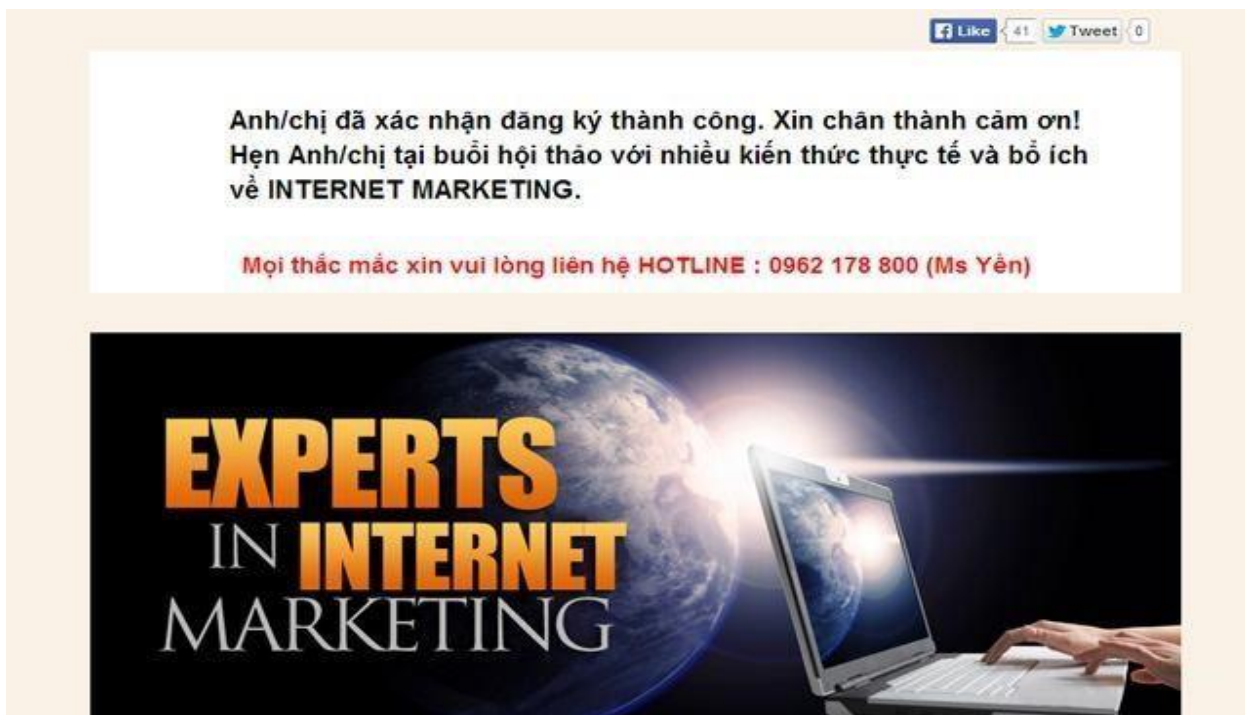 Like 41 Tweet 0
Anh/chị đã xác nhận đăng ký thành công. Xin chân thành cảm ơn!
Hẹn Anh/chị tại buổi hội thảo với nhiều kiến thức thực tế và bổ ích
về INTERNET MARKETING.
Mọi thắc mắc xin vui lòng liên hệ HOTLINE : 0962 178 800 (Ms Yến)
EXPERTS
IN INTERNET
MARKETING